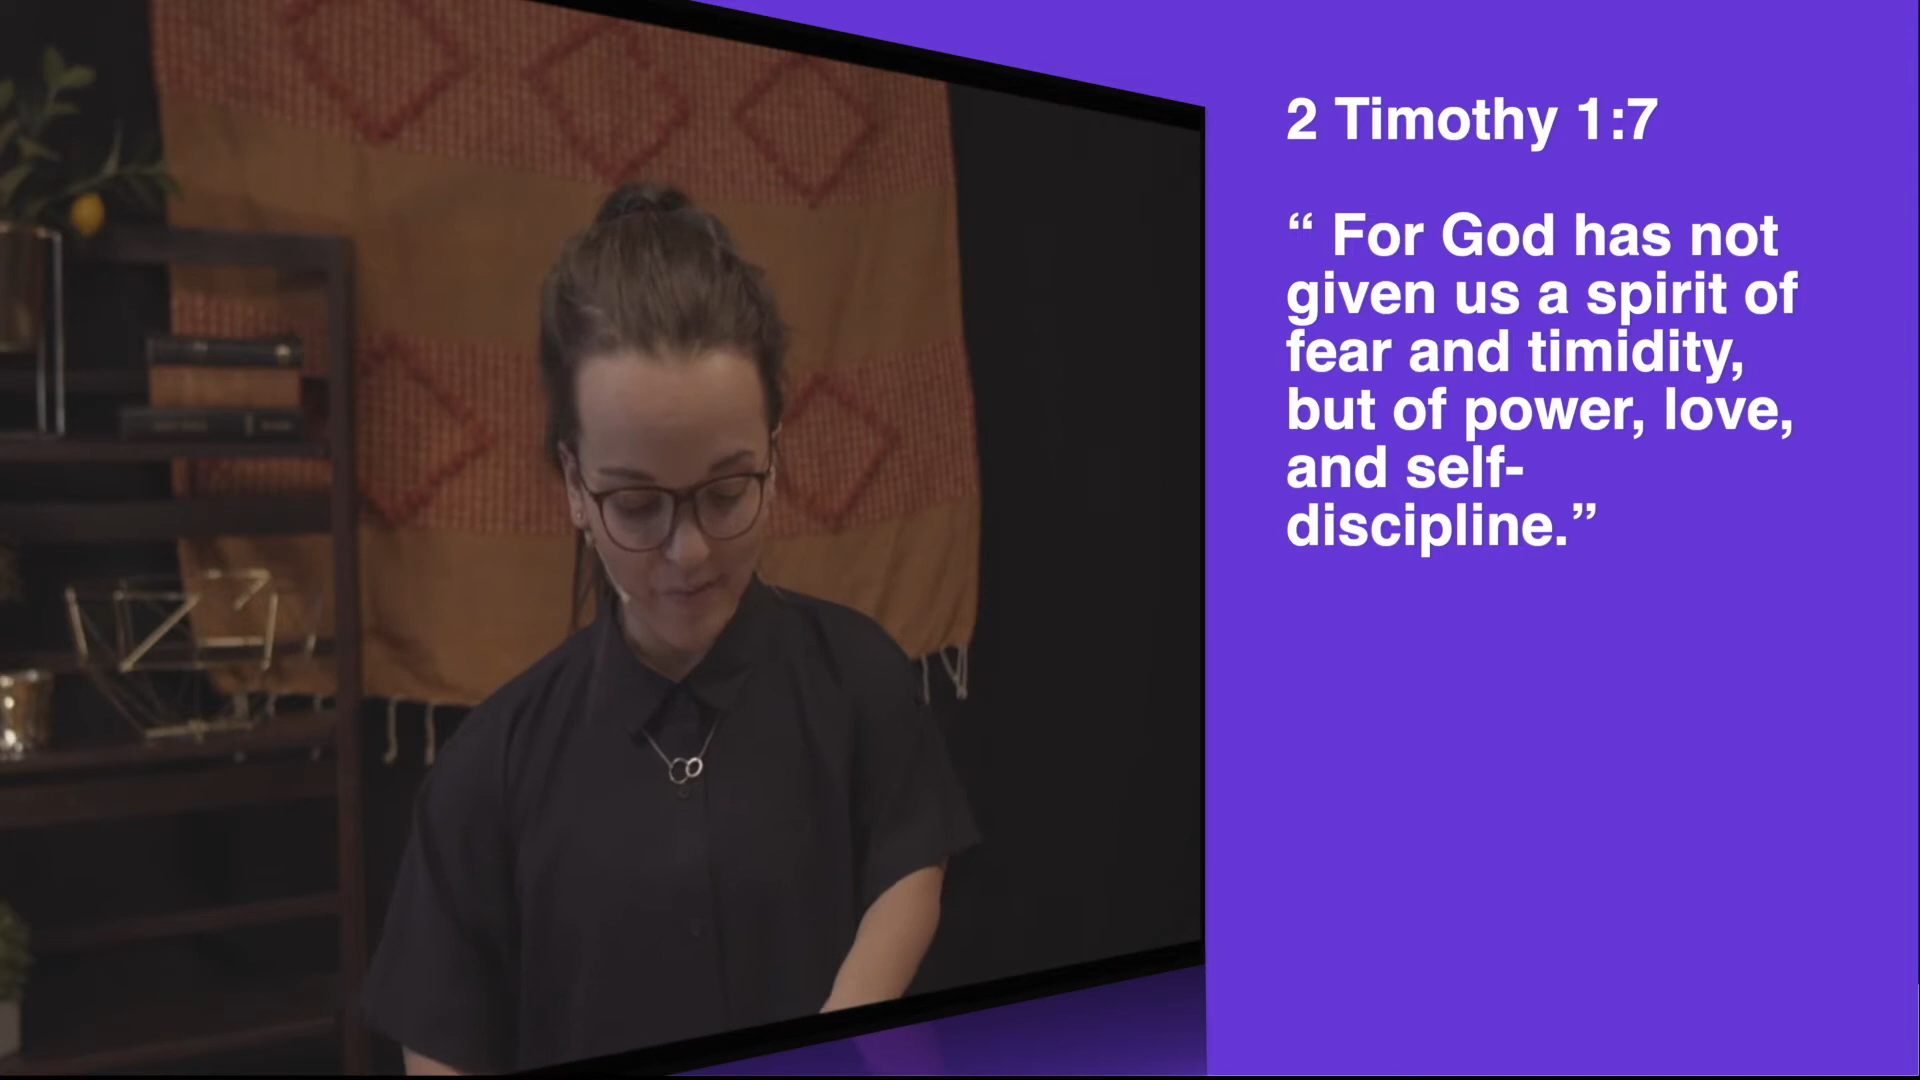 2 Timothy 1:7
“ For God has not
given us a spirit of
fear and timidity,
but of power, love,
and self-
discipline.”